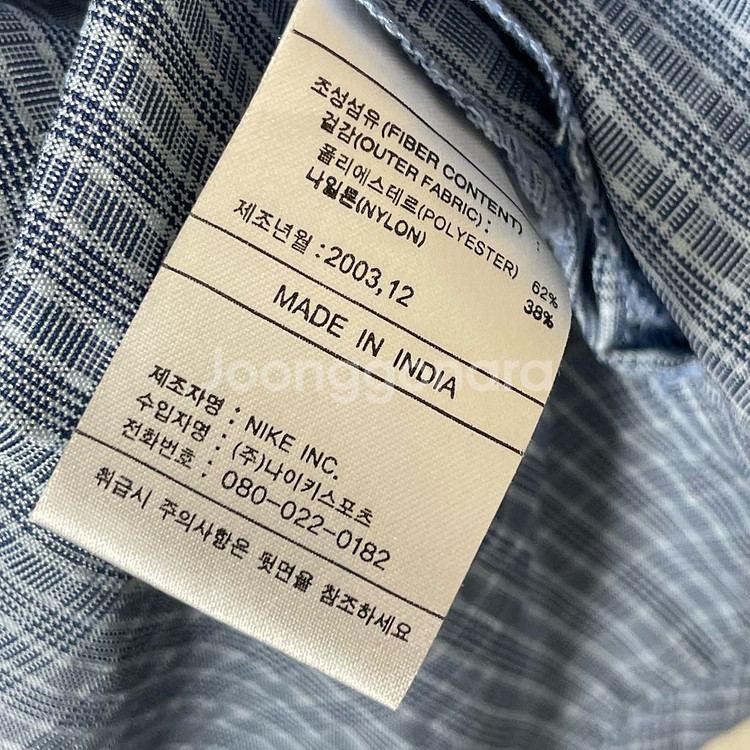 조성섬유(FIBER CONTENT) :
겉감(OUTER FABRIC) :
폴리에스테르(POLYESTER) 62%
나일론(NYLON) 38%
제조년월 : 2003,12
MADE IN INDIA
Joonggonara
제조자명 : NIKE INC.
수입자명 : (주)나이키스포츠
전화번호 : 080-022-0182
취급시 주의사항은 뒷면을 참조하세요